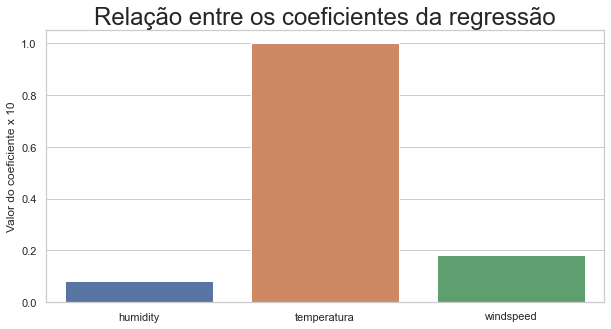 Relação entre os coeficientes da regressão
Valor do coeficiente x 10
1.0
0.8
0.6
0.4
0.2
0.0
humidity temperatura windspeed